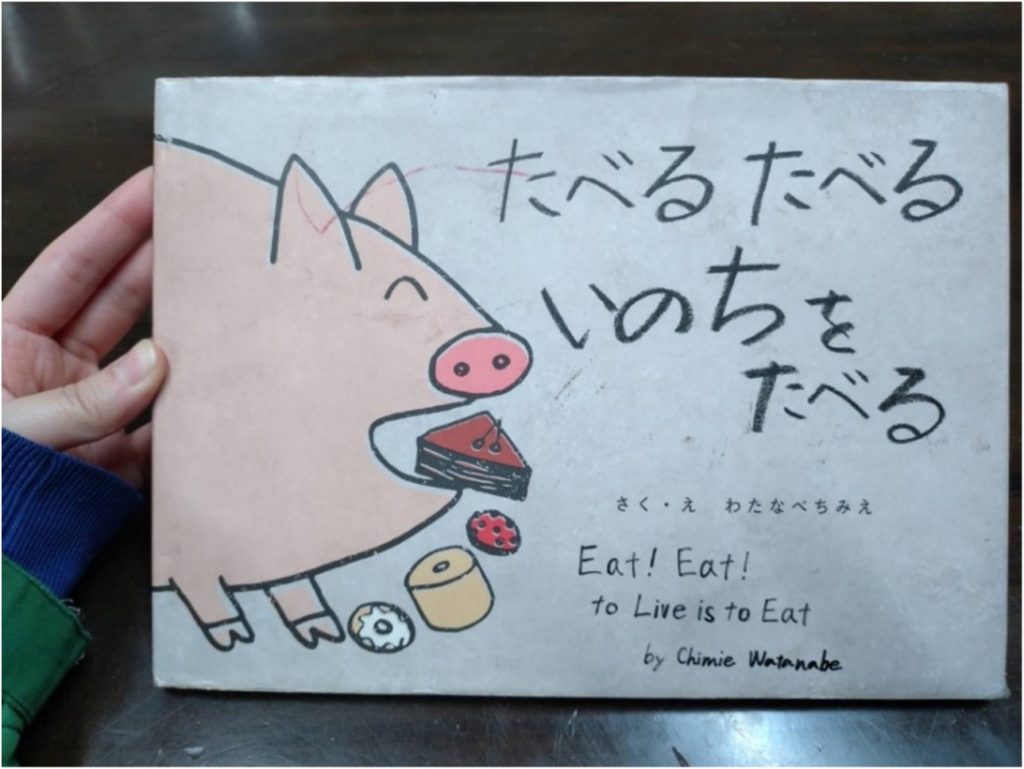 たべる たべる
いのちを
たべる
さく・え　わたなべちみえ
Eat! Eat!
to Live is to Eat
by Chimie Watanabe